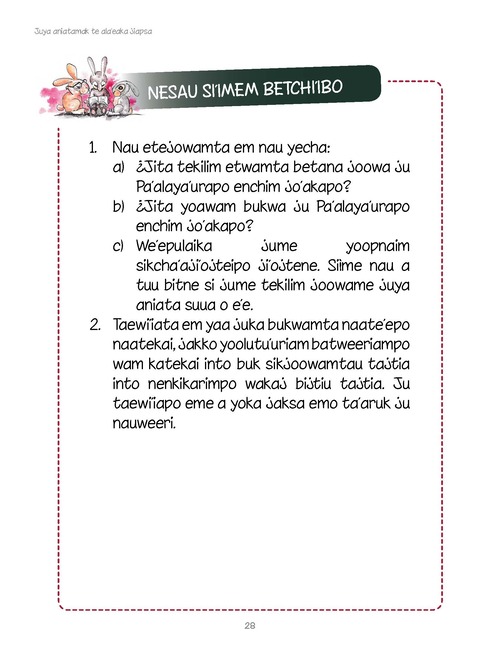 Juya aniatamak te ala'eaka Jiapsa
NESAU SI'IMEM BETCHI'IBO
1. Nau etejowamta em nau yecha:
a) ¿Jita tekilim etwamta betana joowa ju
Pa'alaya'urapo enchim jo'akapo?
b) ¿Jita yoawam bukwa ju Pa'alaya'urapo
enchim jo'akapo?
c) We'epulaika jume yoopnaim
sikcha'aji'ojteipo ji'ojtene. Siime nau a
tuu bitne si jume tekilim joowame juya
aniata suua o e'e.
2. Taewi'iata em yaa juka bukwamta naate'epo
naatekai, jakko yoolutu'uriam batweeriampo
wam katekai into buk sikjoowamtau tajtia
into nenkikarimpo wakaj bijtiu tajtia. Ju
taewi'iapo eme a yoka jaksa emo ta'aruk ju
nauweeri.
28